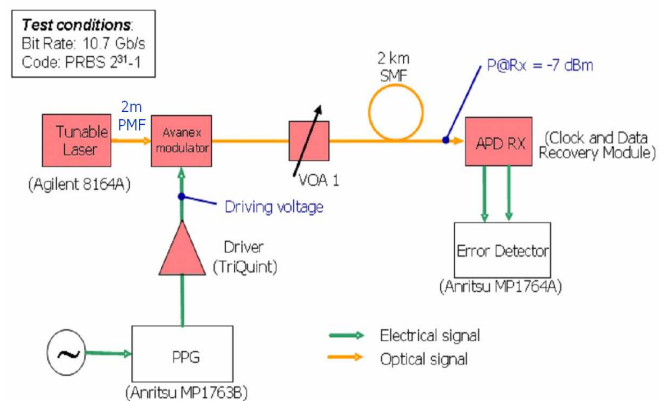 Test conditions:
Bit Rate: 10.7 Gb/s
Code: PRBS 2³¹-1
2 km
SMF
P@Rx = -7 dBm
2m
PMF
Tunable
Laser
(Agilent 8164A)
Avanex
modulator
VOA 1
APD RX
(Clock and Data
Recovery Module)
Driving voltage
Driver
(TriQuint)
Error Detector
(Anritsu MP1764A)
~
PPG
(Anritsu MP1763B)
Electrical signal
Optical signal